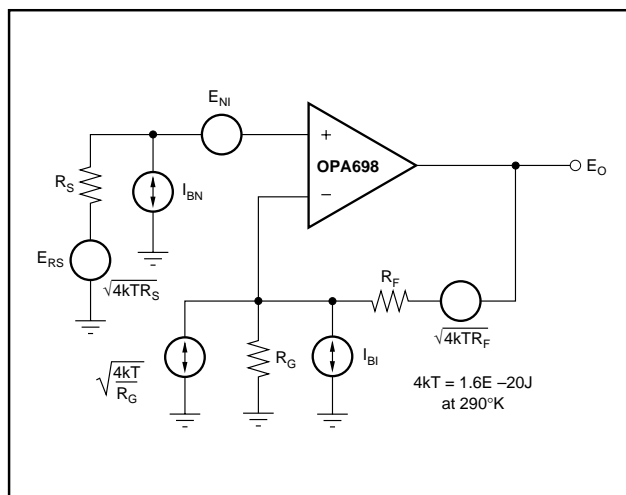 E_NI
+
OPA698
−
E_O
R_S
I_BN
E_RS
√4kTR_S
R_F
√4kTR_F
√4kT/R_G
R_G
I_BI
4kT = 1.6E –20J
at 290°K